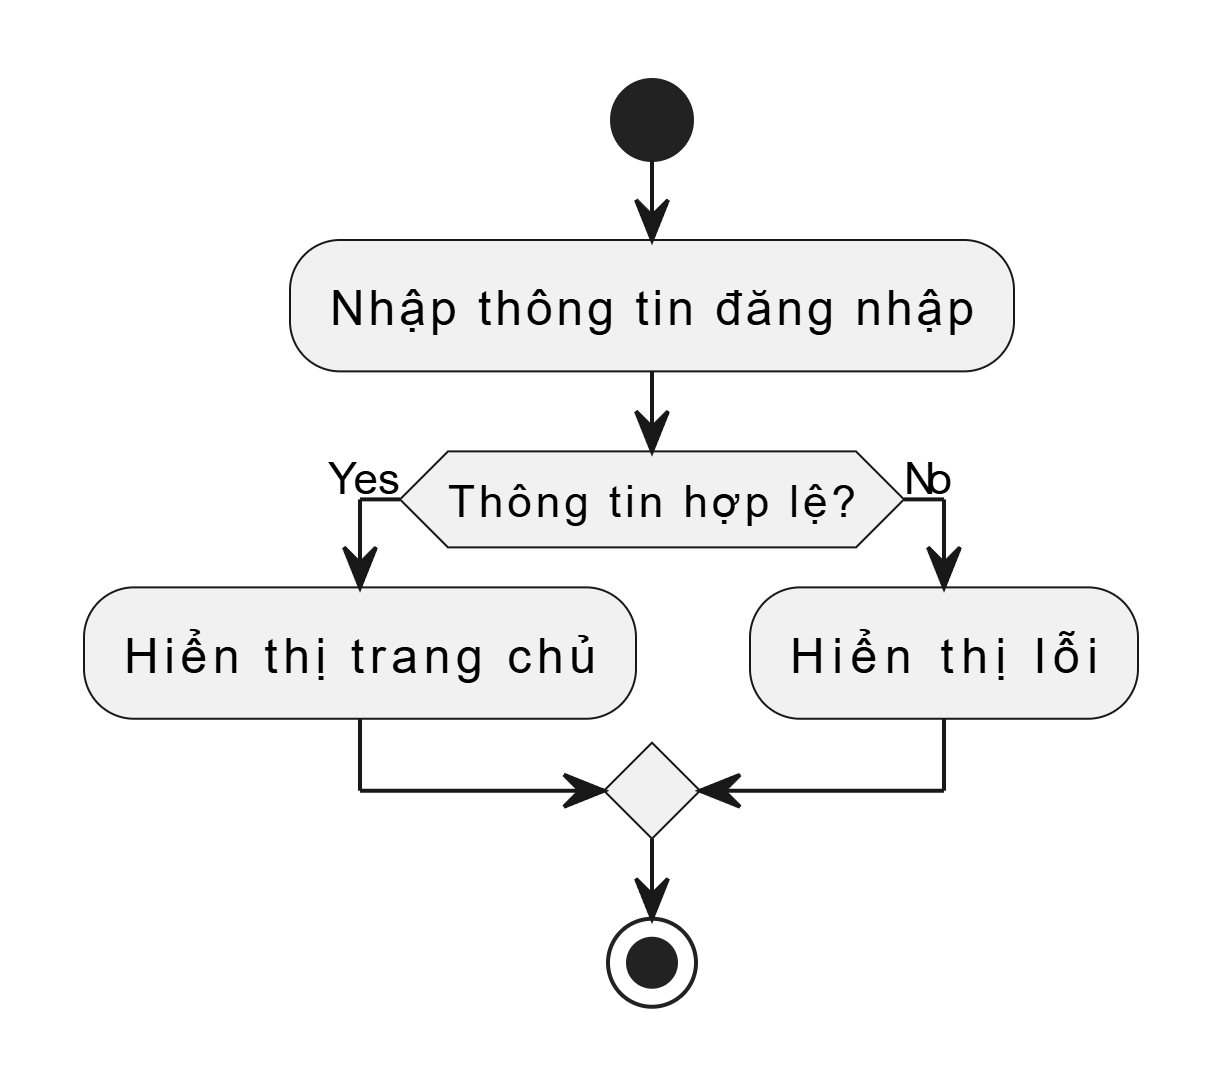 Nhập thông tin đăng nhập
Yes
Thông tin hợp lệ?
No
Hiển thị trang chủ
Hiển thị lỗi